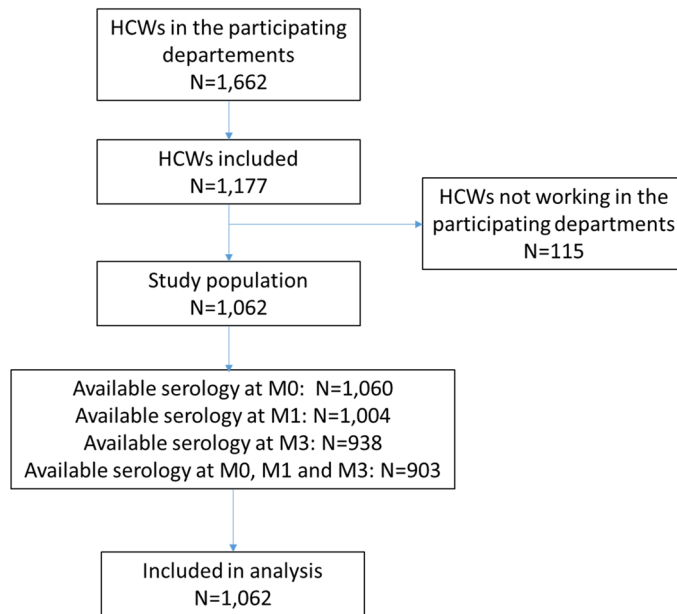 HCWs in the participating
departements
N=1,662
HCWs included
N=1,177
HCWs not working in the
participating departments
N=115
Study population
N=1,062
Available serology at M0:  N=1,060
Available serology at M1: N=1,004
Available serology at M3: N=938
Available serology at M0, M1 and M3: N=903
Included in analysis
N=1,062